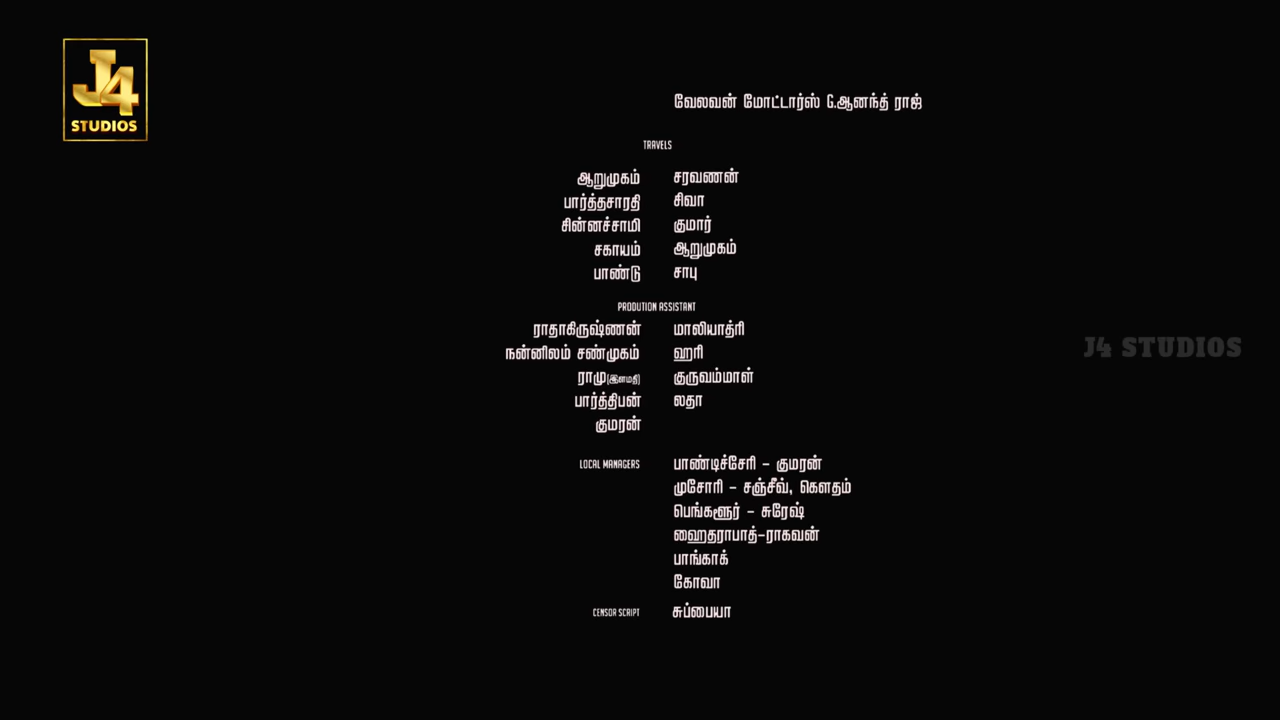 J4
STUDIOS
வேலவன் மோட்டார்ஸ் G.ஆனந்த் ராஜ்
TRAVELS
ஆறுமுகம் சரவணன்
பார்த்தசாரதி சிவா
சின்னச்சாமி குமார்
சகாயம் ஆறுமுகம்
பாண்டு சாபு
PRODUTION ASSISTANT
ராதாகிருஷ்ணன் மாலியாத்ரி
நன்னிலம் சண்முகம் ஹரி
ராமு(இளமதி) குருவம்மாள்
பார்த்திபன் லதா
குமரன்
LOCAL MANAGERS பாண்டிச்சேரி - குமரன்
முசோரி - சஞ்சீவ், கௌதம்
பெங்களூர் - சுரேஷ்
ஹைதராபாத்-ராகவன்
பாங்காக்
கோவா
CENSOR SCRIPT சுப்பையா
J4 STUDIOS